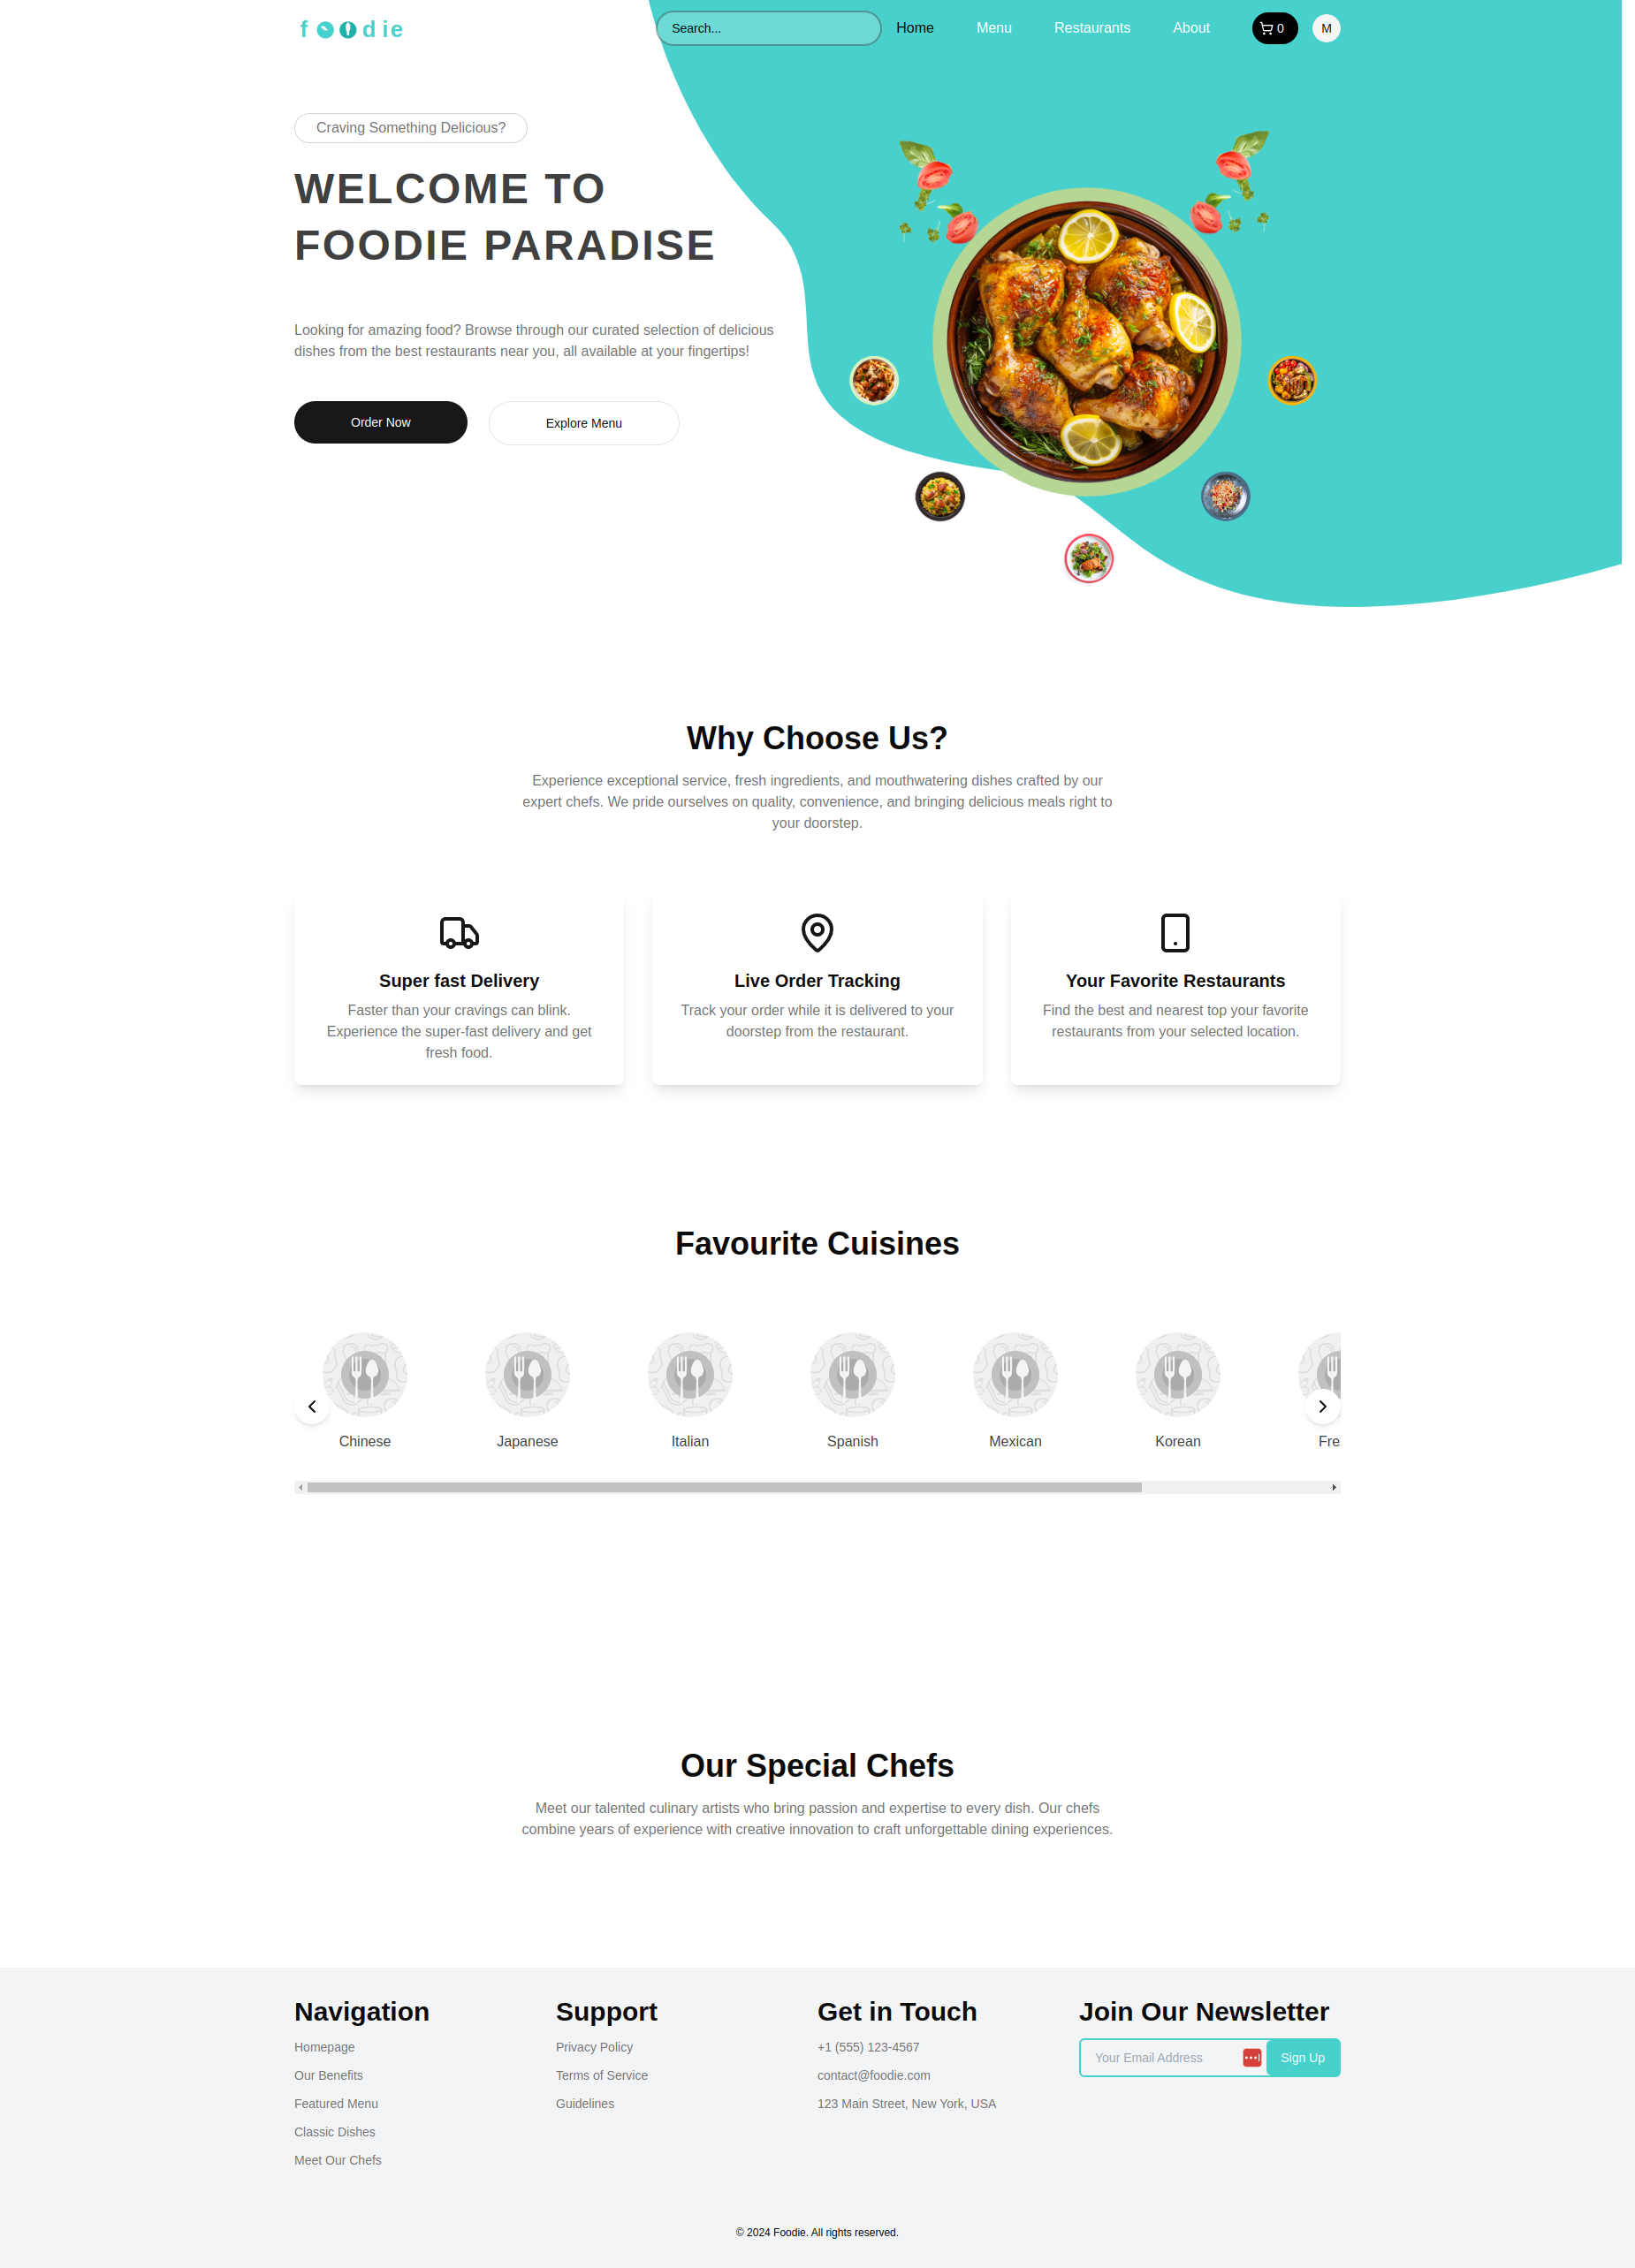 foodie
Search...
Home
Menu
Restaurants
About
0
M
Craving Something Delicious?
WELCOME TO
FOODIE PARADISE
Looking for amazing food? Browse through our curated selection of delicious
dishes from the best restaurants near you, all available at your fingertips!
Order Now
Explore Menu
Why Choose Us?
Experience exceptional service, fresh ingredients, and mouthwatering dishes crafted by our
expert chefs. We pride ourselves on quality, convenience, and bringing delicious meals right to
your doorstep.
Super fast Delivery
Faster than your cravings can blink.
Experience the super-fast delivery and get
fresh food.
Live Order Tracking
Track your order while it is delivered to your
doorstep from the restaurant.
Your Favorite Restaurants
Find the best and nearest top your favorite
restaurants from your selected location.
Favourite Cuisines
Chinese
Japanese
Italian
Spanish
Mexican
Korean
Fre
Our Special Chefs
Meet our talented culinary artists who bring passion and expertise to every dish. Our chefs
combine years of experience with creative innovation to craft unforgettable dining experiences.
Navigation
Homepage
Our Benefits
Featured Menu
Classic Dishes
Meet Our Chefs
Support
Privacy Policy
Terms of Service
Guidelines
Get in Touch
+1 (555) 123-4567
contact@foodie.com
123 Main Street, New York, USA
Join Our Newsletter
Your Email Address
Sign Up
© 2024 Foodie. All rights reserved.